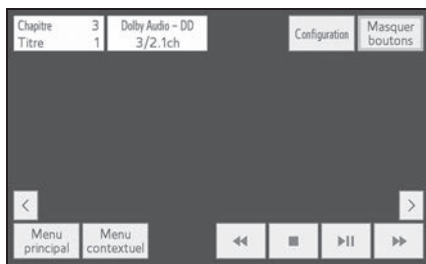 Chapitre 3
Titre 1
Dolby Audio – DD
3/2.1ch
Configuration
Masquer
boutons
Menu
principal
Menu
contextuel